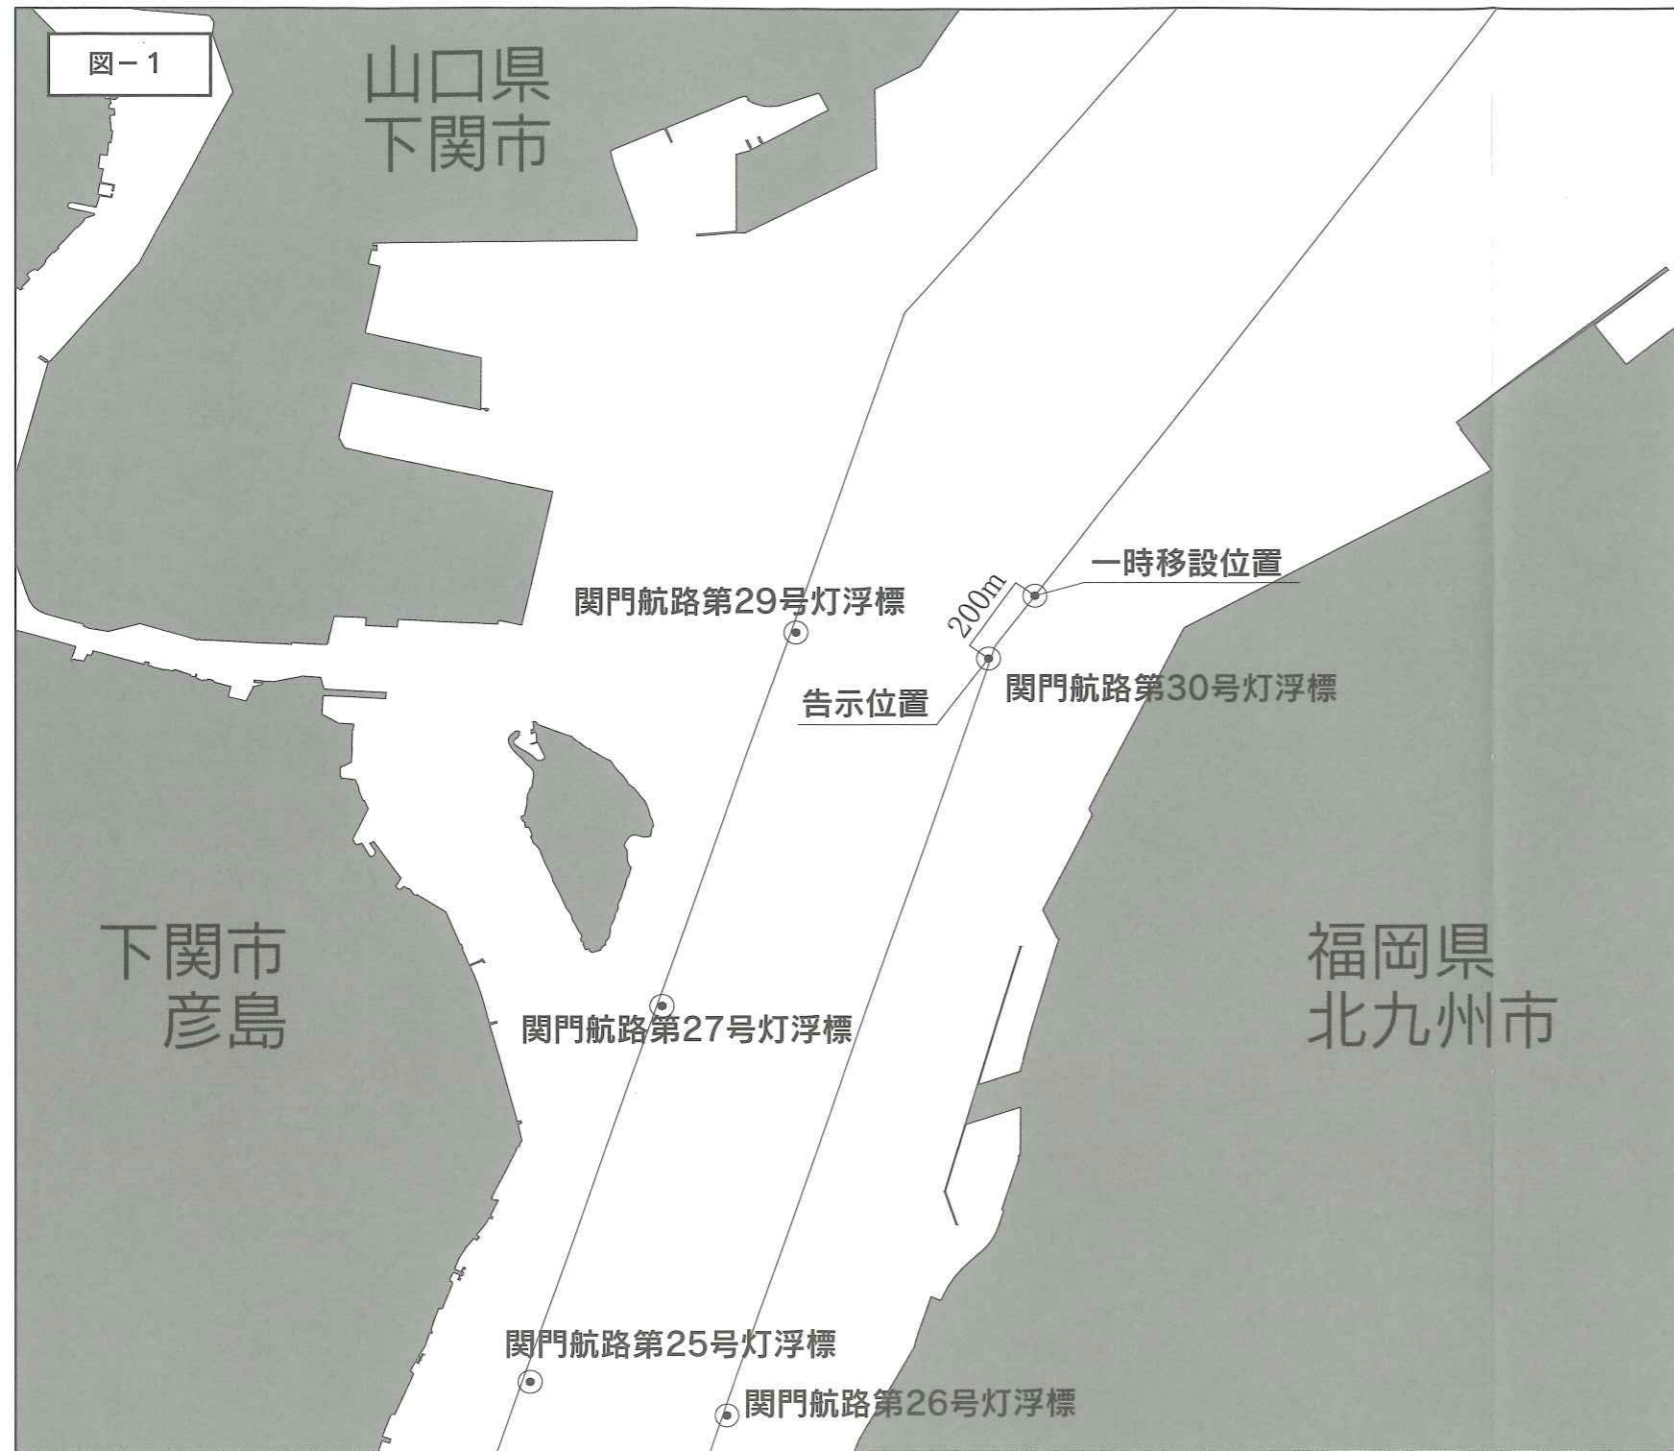 図-1
山口県
下関市
一時移設位置
200m
関門航路第29号灯浮標
関門航路第30号灯浮標
告示位置
下関市
彦島
福岡県
北九州市
関門航路第27号灯浮標
関門航路第25号灯浮標
関門航路第26号灯浮標